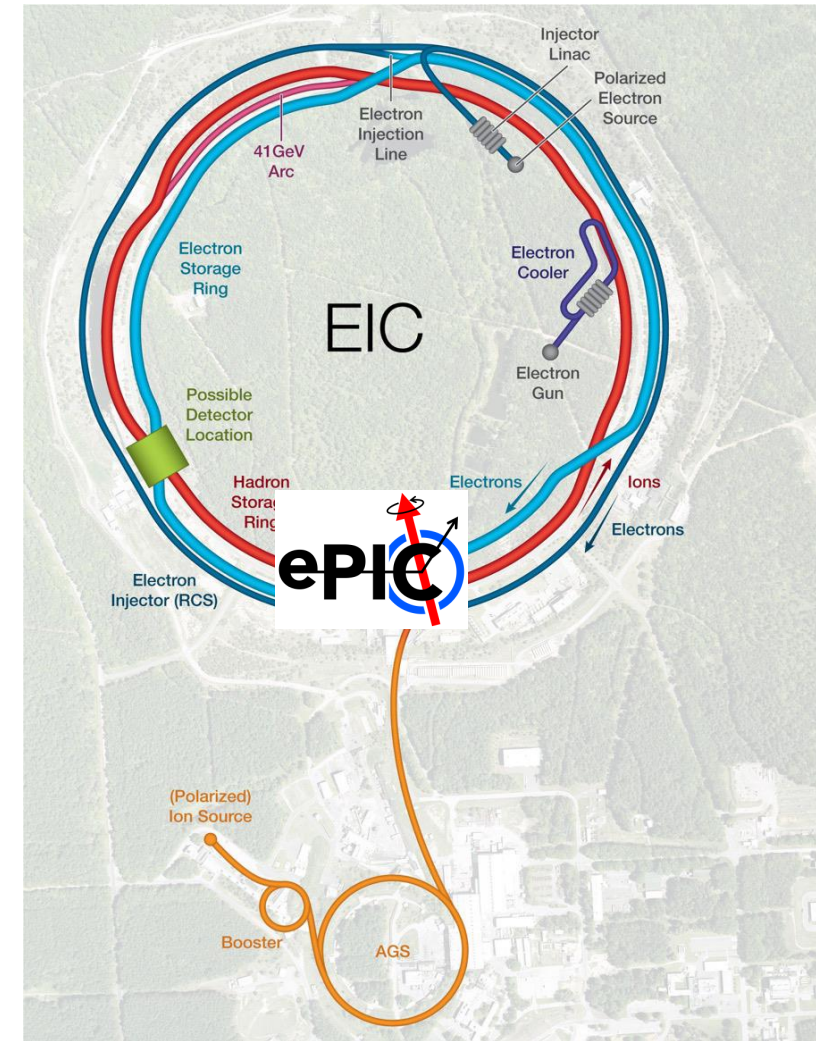 Injector
Linac
Polarized
Electron
Source
Electron
Injection
Line
41GeV
Arc
Electron
Storage
Ring
Electron
Cooler
EIC
Electron
Gun
Possible
Detector
Location
Hadron
Storag
Ring
Electrons
Ions
Electrons
ePIC
Electron
Injector (RCS)
(Polarized)
Ion Source
Booster
AGS